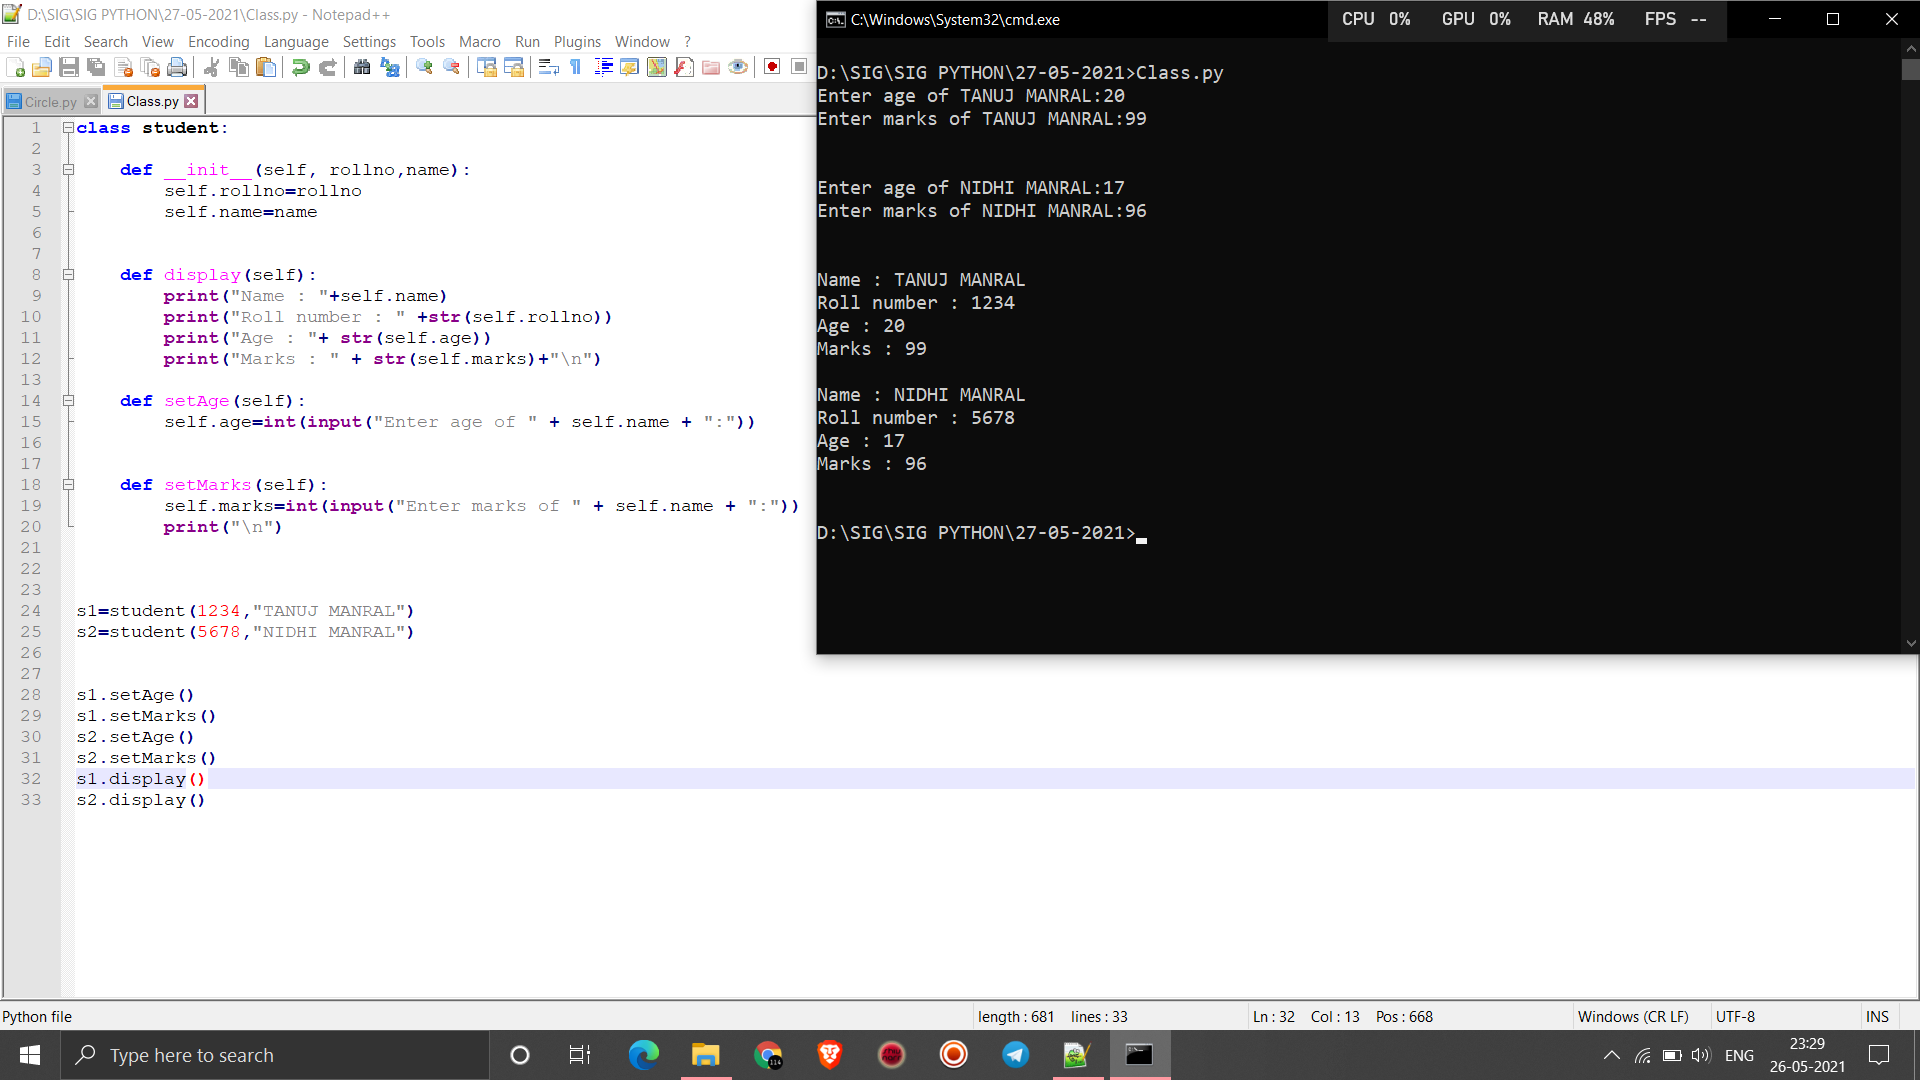 D:\SIG\SIG PYTHON\27-05-2021\Class.py - Notepad++
File Edit Search View Encoding Language Settings Tools Macro Run Plugins Window ?
Circle.py Class.py
1 class student:
2
3 def __init__(self, rollno,name):
4 self.rollno=rollno
5 self.name=name
6
7
8 def display(self):
9 print("Name : "+self.name)
10 print("Roll number : " +str(self.rollno))
11 print("Age : "+ str(self.age))
12 print("Marks : " + str(self.marks)+"\n")
13
14 def setAge(self):
15 self.age=int(input("Enter age of " + self.name + ":"))
16
17
18 def setMarks(self):
19 self.marks=int(input("Enter marks of " + self.name + ":"))
20 print("\n")
21
22
23
24 s1=student(1234,"TANUJ MANRAL")
25 s2=student(5678,"NIDHI MANRAL")
26
27
28 s1.setAge()
29 s1.setMarks()
30 s2.setAge()
31 s2.setMarks()
32 s1.display()
33 s2.display()
C:\Windows\System32\cmd.exe
CPU 0% GPU 0% RAM 48% FPS --
D:\SIG\SIG PYTHON\27-05-2021>Class.py
Enter age of TANUJ MANRAL:20
Enter marks of TANUJ MANRAL:99
Enter age of NIDHI MANRAL:17
Enter marks of NIDHI MANRAL:96
Name : TANUJ MANRAL
Roll number : 1234
Age : 20
Marks : 99
Name : NIDHI MANRAL
Roll number : 5678
Age : 17
Marks : 96
D:\SIG\SIG PYTHON\27-05-2021>
Python file length : 681 lines : 33 Ln : 32 Col : 13 Pos : 668 Windows (CR LF) UTF-8 INS
Type here to search
114
ENG
23:29
26-05-2021